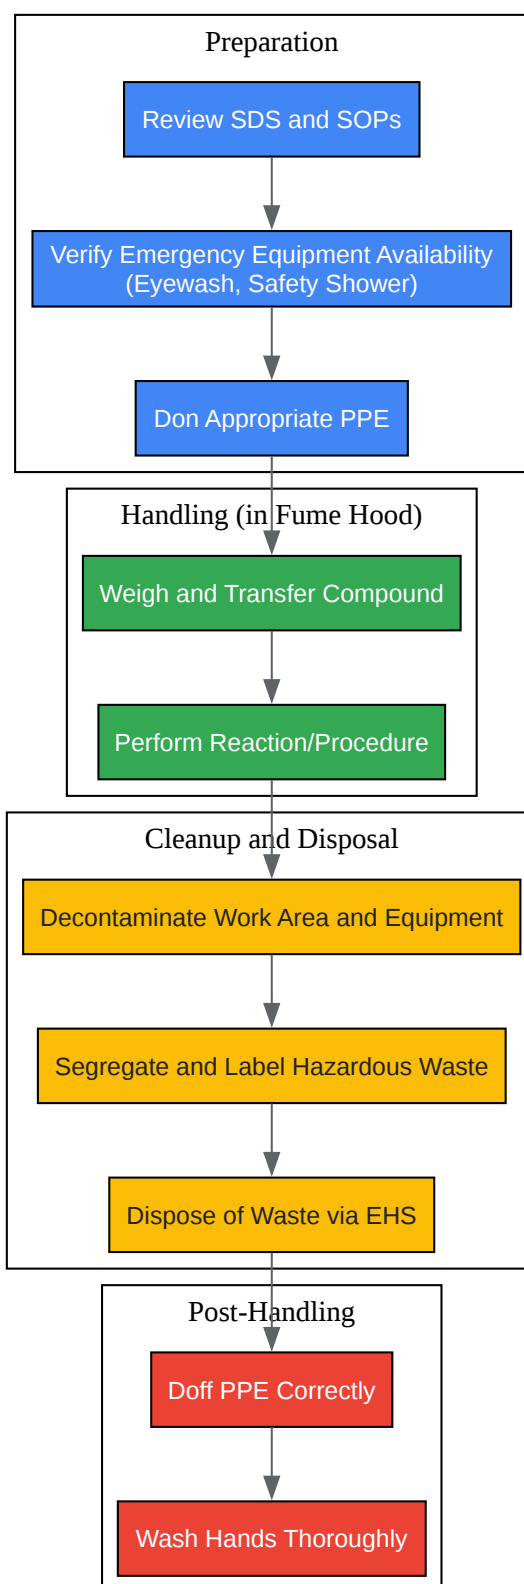 Preparation
Review SDS and SOPs
Verify Emergency Equipment Availability
(Eyewash, Safety Shower)
Don Appropriate PPE
Handling (in Fume Hood)
Weigh and Transfer Compound
Perform Reaction/Procedure
Cleanup and Disposal
Decontaminate Work Area and Equipment
Segregate and Label Hazardous Waste
Dispose of Waste via EHS
Post-Handling
Doff PPE Correctly
Wash Hands Thoroughly